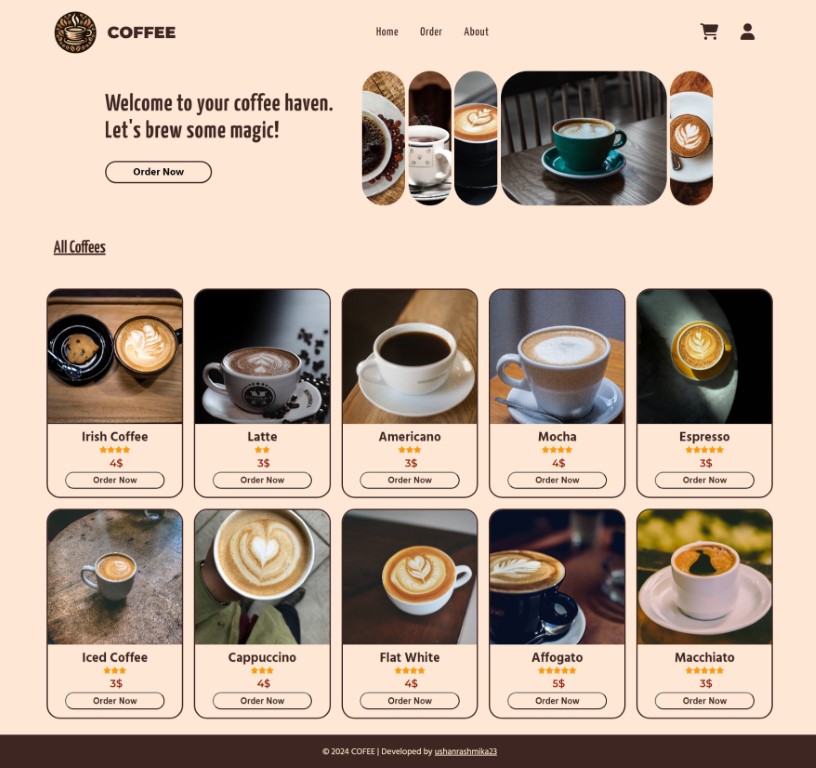 COFFEE
Home Order About
Welcome to your coffee haven.
Let's brew some magic!
Order Now
All Coffees
Irish Coffee
4$
Order Now
Latte
3$
Order Now
Americano
3$
Order Now
Mocha
4$
Order Now
Espresso
3$
Order Now
Iced Coffee
3$
Order Now
Cappuccino
4$
Order Now
Flat White
4$
Order Now
Affogato
5$
Order Now
Macchiato
3$
Order Now
© 2024 COFEE | Developed by ushanrashmika23